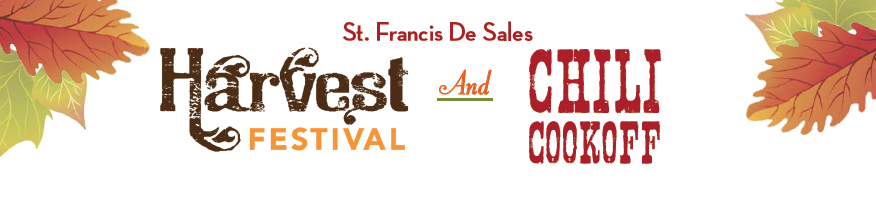 St. Francis De Sales
Harvest And CHILI
FESTIVAL COOKOFF